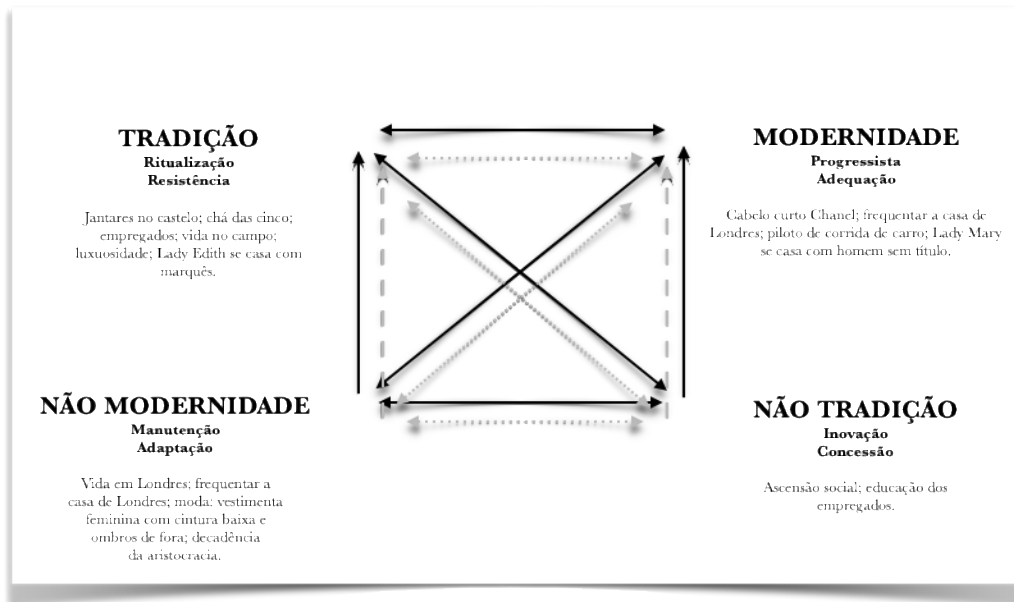 TRADIÇÃO
Ritualização
Resistência
Jantares no castelo; chá das cinco;
empregados; vida no campo;
luxuosidade; Lady Edith se casa com
marquês.
MODERNIDADE
Progressista
Adequação
Cabelo curto Chanel; frequentar a casa de
Londres; piloto de corrida de carro; Lady Mary
se casa com homem sem título.
NÃO MODERNIDADE
Manutenção
Adaptação
Vida em Londres; frequentar a
casa de Londres; moda: vestimenta
feminina com cintura baixa e
ombros de fora; decadência
da aristocracia.
NÃO TRADIÇÃO
Inovação
Concessão
Ascensão social; educação dos
empregados.